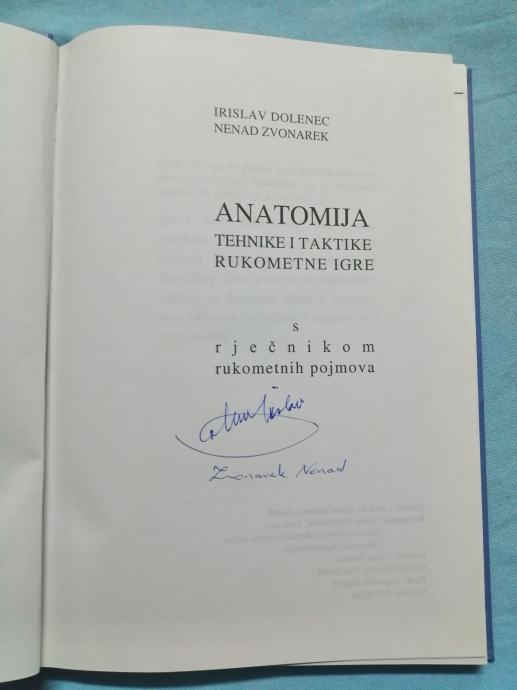 IRISLAV DOLENEC
NENAD ZVONAREK
ANATOMIJA
TEHNIKE I TAKTIKE
RUKOMETNE IGRE
s
rječnikom
rukometnih pojmova
Zvonarek Nenad